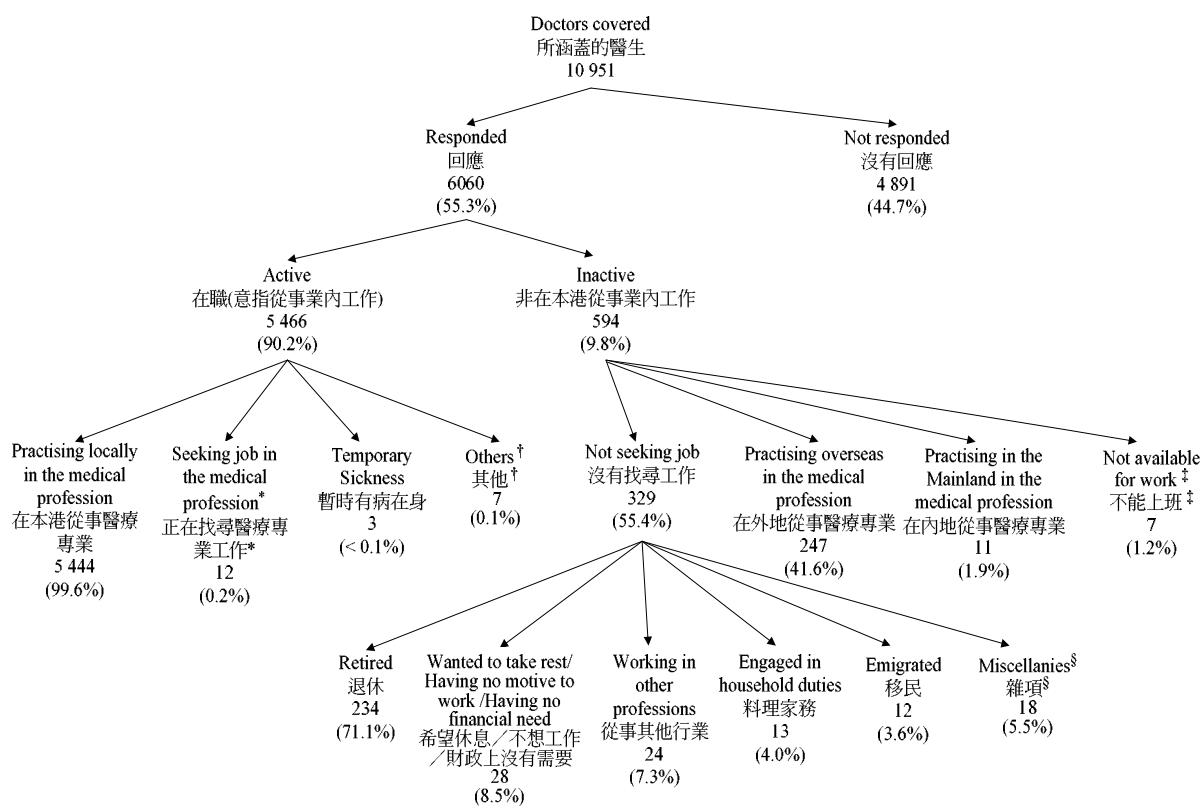 Doctors covered
所涵蓋的醫生
10 951
Responded
回應
6060
(55.3%)
Not responded
沒有回應
4 891
(44.7%)
Active
在職(意指從事業內工作)
5 466
(90.2%)
Inactive
非在本港從事業內工作
594
(9.8%)
Practising locally
in the medical
profession
在本港從事醫療
專業
5 444
(99.6%)
Seeking job in
the medical
profession*
正在找尋醫療專
業工作*
12
(0.2%)
Temporary
Sickness
暫時有病在身
3
(< 0.1%)
Others†
其他†
7
(0.1%)
Not seeking job
沒有找尋工作
329
(55.4%)
Practising overseas
in the medical
profession
在外地從事醫療專業
247
(41.6%)
Practising in the
Mainland in the
medical profession
在內地從事醫療專業
11
(1.9%)
Not available
for work ‡
不能上班 ‡
7
(1.2%)
Retired
退休
234
(71.1%)
Wanted to take rest/
Having no motive to
work /Having no
financial need
希望休息／不想工作
／財政上沒有需要
28
(8.5%)
Working in
other
professions
從事其他行業
24
(7.3%)
Engaged in
household duties
料理家務
13
(4.0%)
Emigrated
移民
12
(3.6%)
Miscellanies§
雜項§
18
(5.5%)